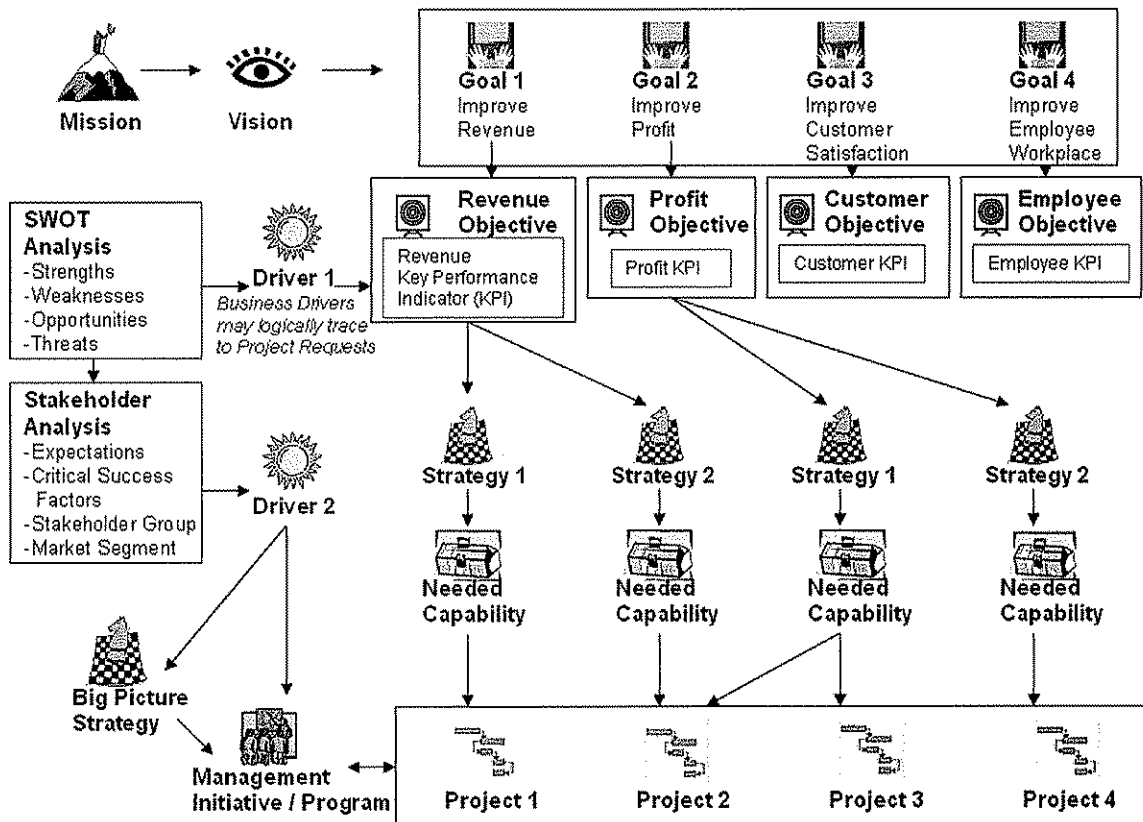 Mission
Vision
Goal 1
Improve
Revenue
Goal 2
Improve
Profit
Goal 3
Improve
Customer
Satisfaction
Goal 4
Improve
Employee
Workplace
SWOT
Analysis
-Strengths
-Weaknesses
-Opportunities
-Threats
Driver 1
Business Drivers
may logically trace
to Project Requests
Revenue
Objective
Revenue
Key Performance
Indicator (KPI)
Profit
Objective
Profit KPI
Customer
Objective
Customer KPI
Employee
Objective
Employee KPI
Stakeholder
Analysis
-Expectations
-Critical Success
Factors
-Stakeholder Group
-Market Segment
Driver 2
Strategy 1
Strategy 2
Strategy 1
Strategy 2
Needed
Capability
Needed
Capability
Needed
Capability
Needed
Capability
Big Picture
Strategy
Management
Initiative / Program
Project 1
Project 2
Project 3
Project 4